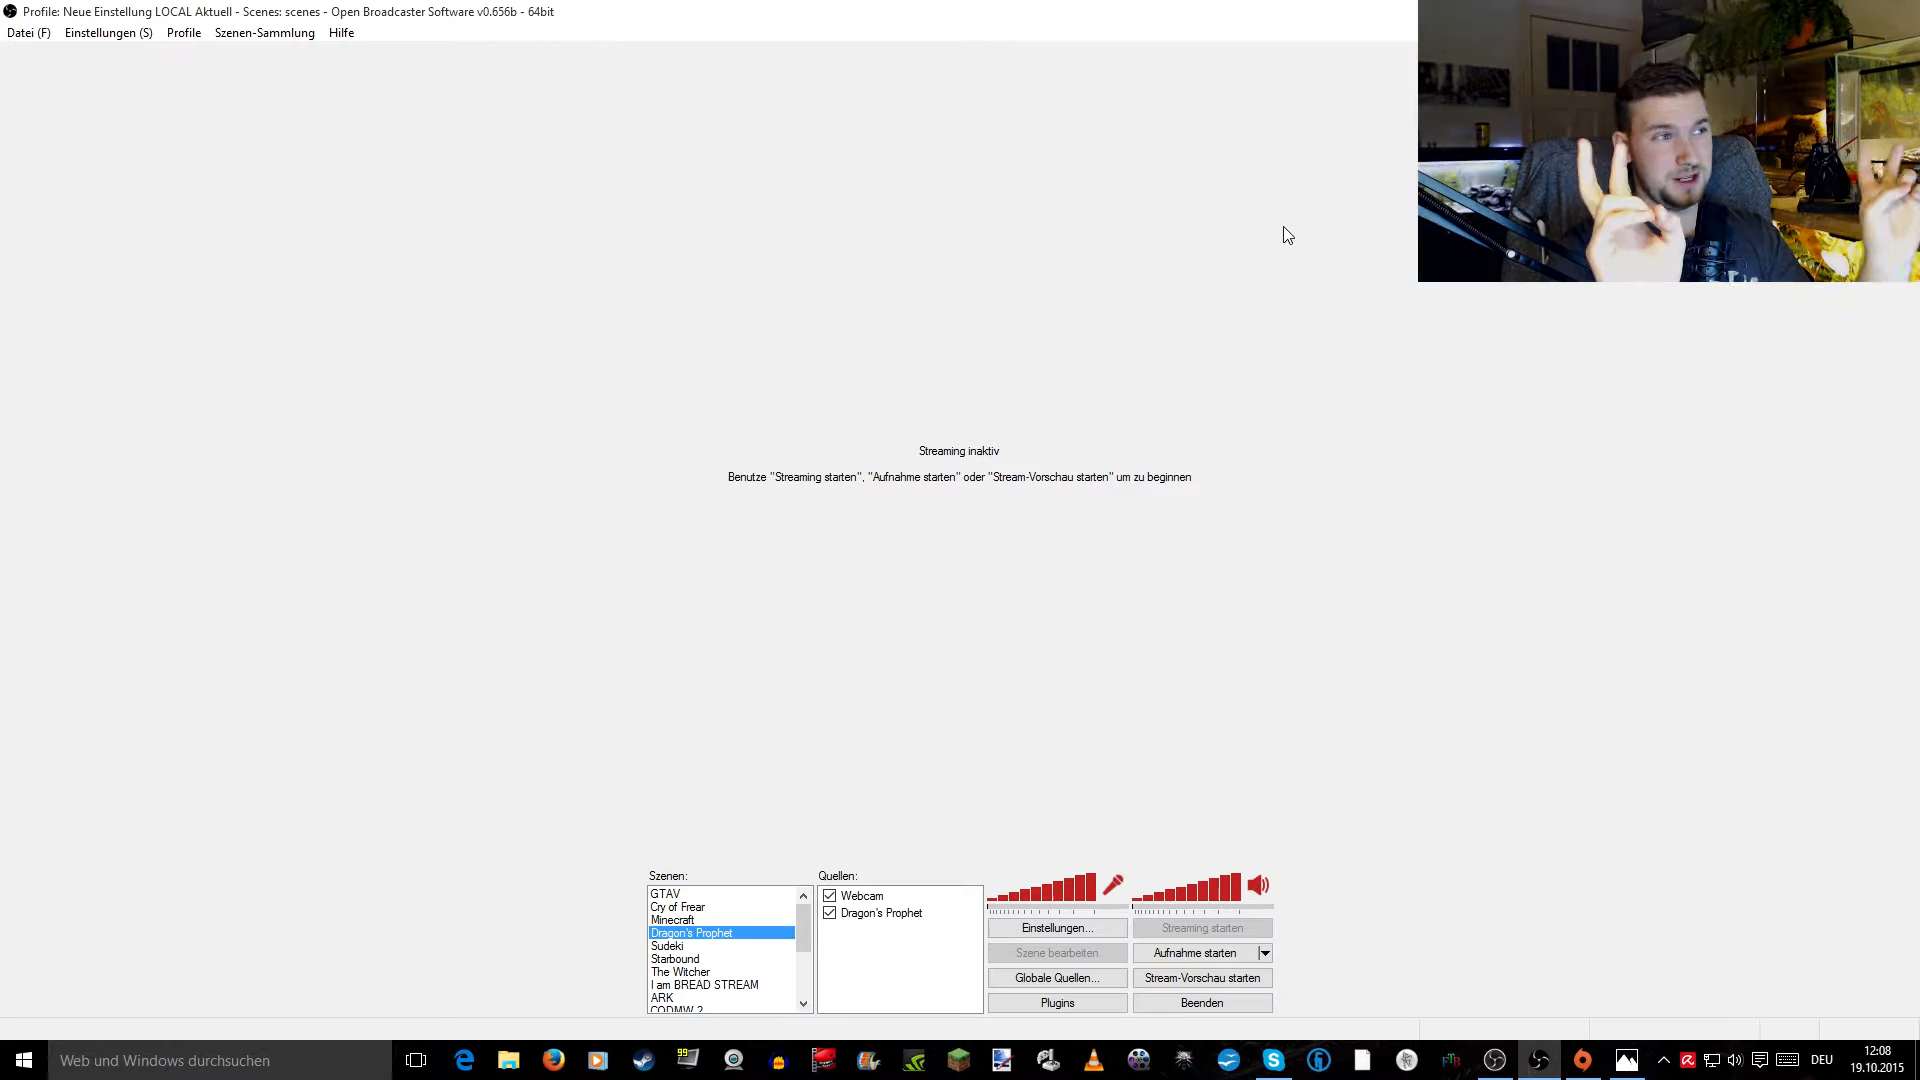 Profile: Neue Einstellung LOCAL Aktuell - Scenes: scenes - Open Broadcaster Software v0.656b - 64bit
Datei (F) Einstellungen (S) Profile Szenen-Sammlung Hilfe
Streaming inaktiv
Benutze "Streaming starten", "Aufnahme starten" oder "Stream-Vorschau starten" um zu beginnen
Szenen:
GTAV
Cry of Frear
Minecraft
Dragon's Prophet
Sudeki
Starbound
The Witcher
I am BREAD STREAM
ARK
CODMW 2
Quellen:
Webcam
Dragon's Prophet
Einstellungen...
Szene bearbeiten
Globale Quellen...
Plugins
Streaming starten
Aufnahme starten
Stream-Vorschau starten
Beenden
Web und Windows durchsuchen
99
FTB
DEU
12:08
19.10.2015